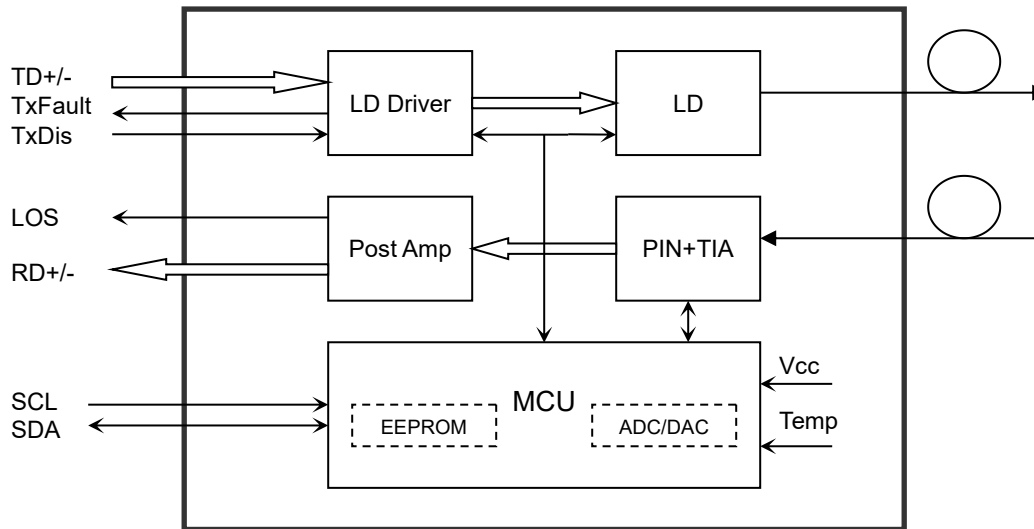 TD+/-
TxFault
TxDis
LD Driver
LD
LOS
RD+/-
Post Amp
PIN+TIA
SCL
SDA
MCU
EEPROM
ADC/DAC
Vcc
Temp